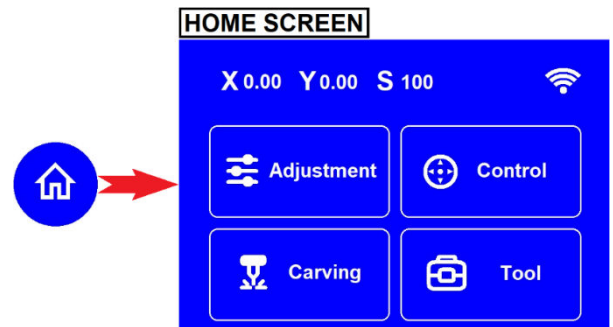 HOME SCREEN
X 0.00 Y 0.00 S 100
Adjustment Control
Carving Tool